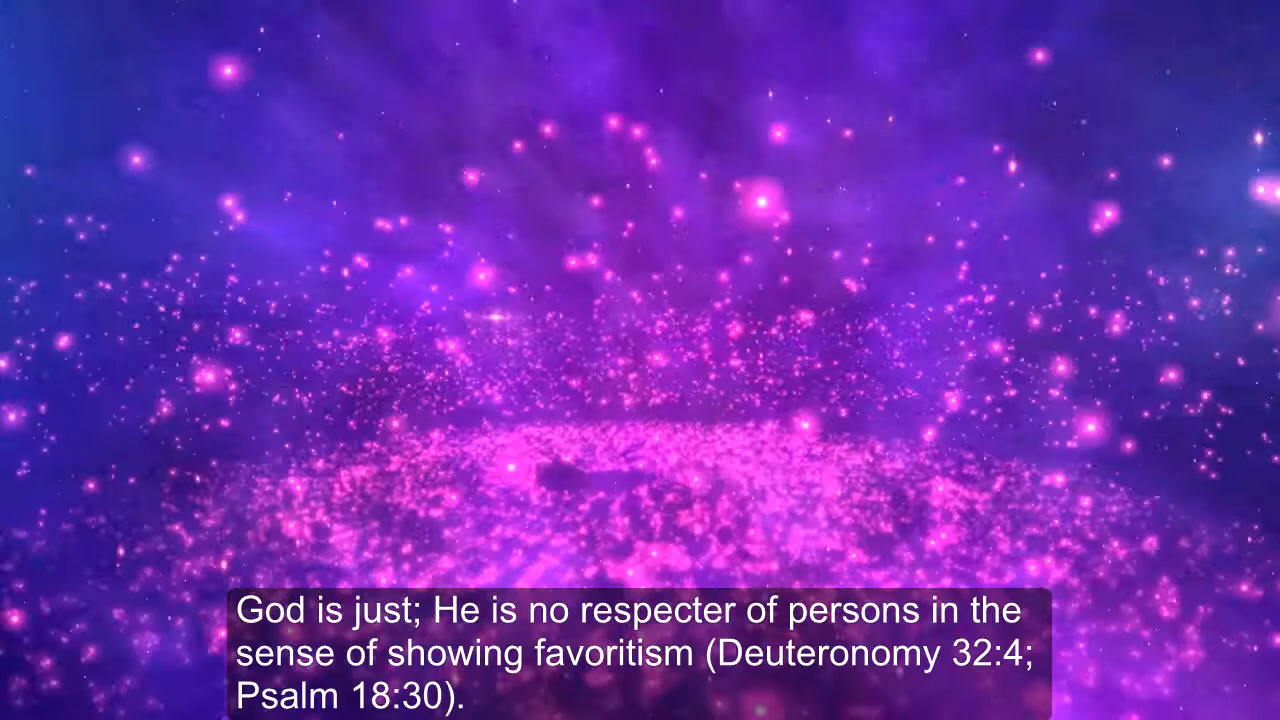 God is just; He is no respecter of persons in the
sense of showing favoritism (Deuteronomy 32:4;
Psalm 18:30).